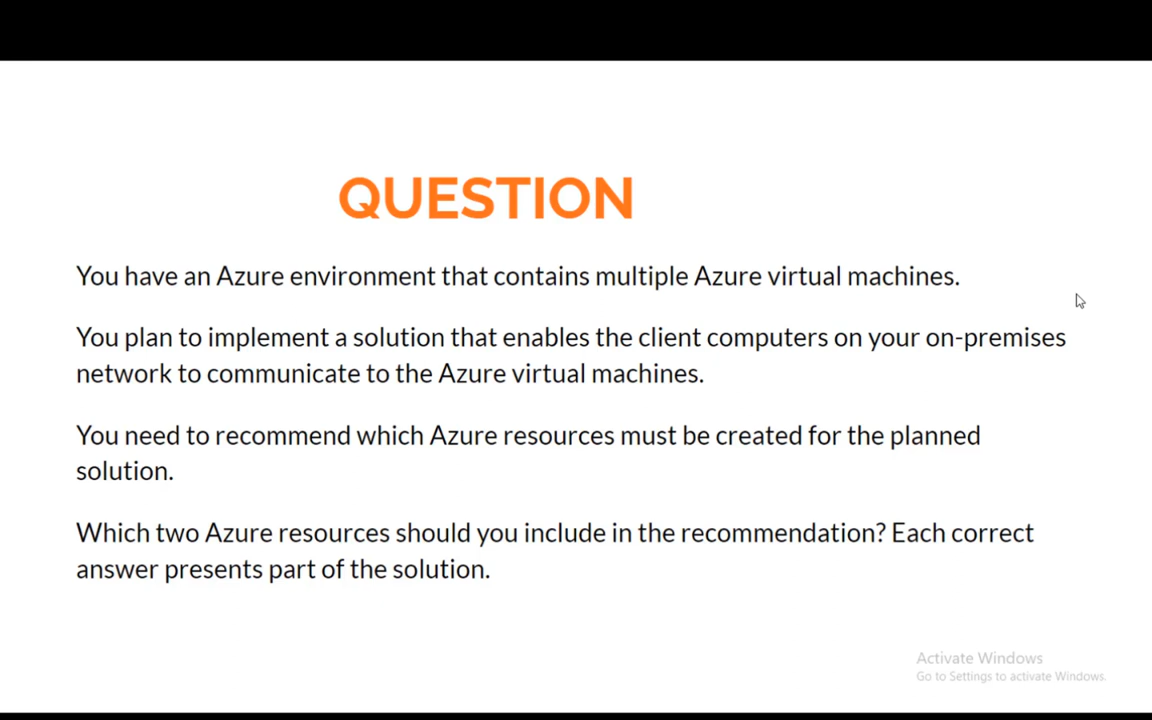 QUESTION
You have an Azure environment that contains multiple Azure virtual machines.
You plan to implement a solution that enables the client computers on your on-premises
network to communicate to the Azure virtual machines.
You need to recommend which Azure resources must be created for the planned
solution.
Which two Azure resources should you include in the recommendation? Each correct
answer presents part of the solution.
Activate Windows
Go to Settings to activate Windows.